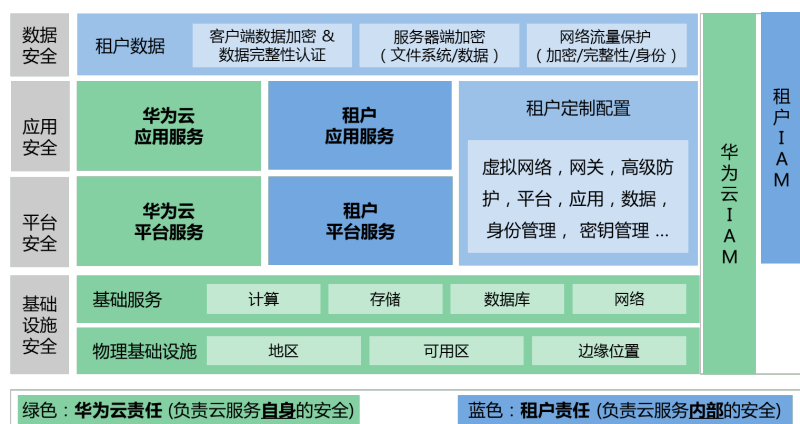 数据
安全
租户数据
客户端数据加密 &
数据完整性认证
服务器端加密
（文件系统/数据）
网络流量保护
（加密/完整性/身份）
应用
安全
华为云
应用服务
租户
应用服务
租户定制配置
虚拟网络，网关，高级防
护，平台，应用，数据，
身份管理， 密钥管理 ...
平台
安全
华为云
平台服务
租户
平台服务
基础
设施
安全
基础服务
计算
存储
数据库
网络
物理基础设施
地区
可用区
边缘位置
华为云IAM
租户IAM
绿色：华为云责任 (负责云服务自身的安全)
蓝色：租户责任 (负责云服务内部的安全)